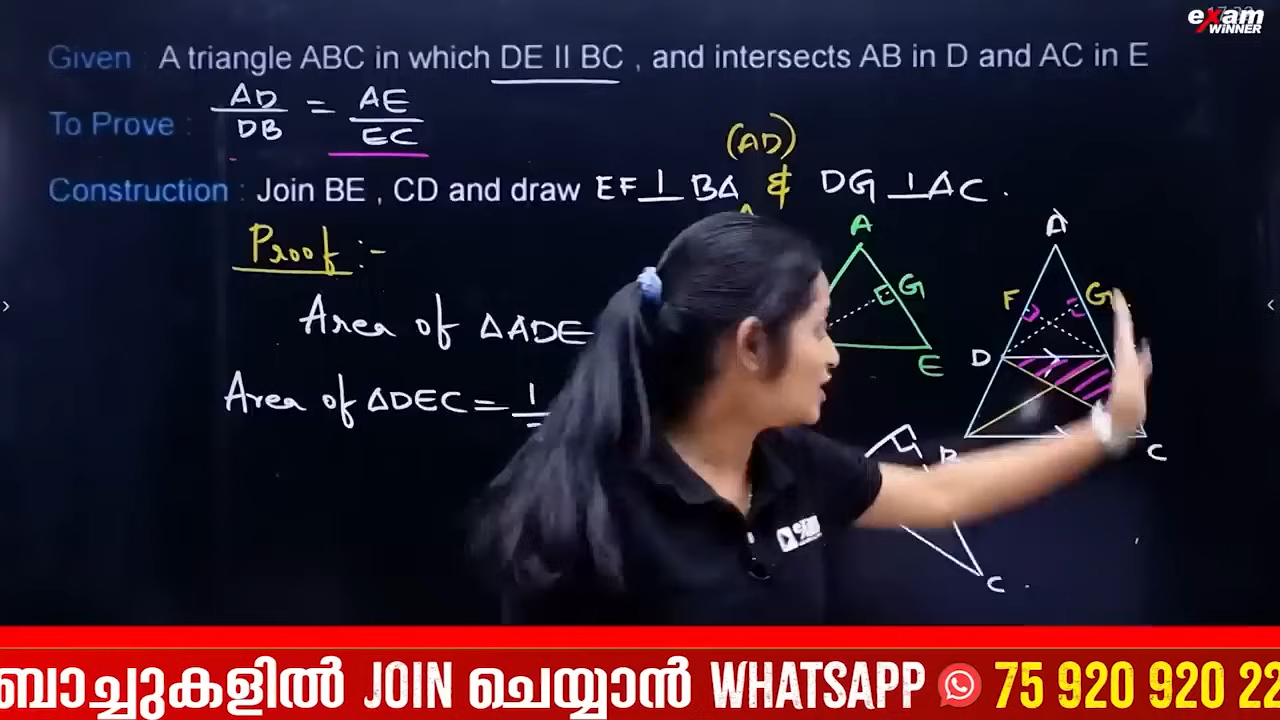 exam
WINNER
Given : A triangle ABC in which DE II BC , and intersects AB in D and AC in E
To Prove : AD/DB = AE/EC
(AD)
Construction : Join BE , CD and draw EF ⊥ BA & DG ⊥ AC .
Proof :-
A
A
F
G
E
G
Area of ΔADE
D
E
Area of ΔDEC = 1
B
C
C .
ബാച്ചുകളിൽ JOIN ചെയ്യാൻ WHATSAPP 75 920 920 22